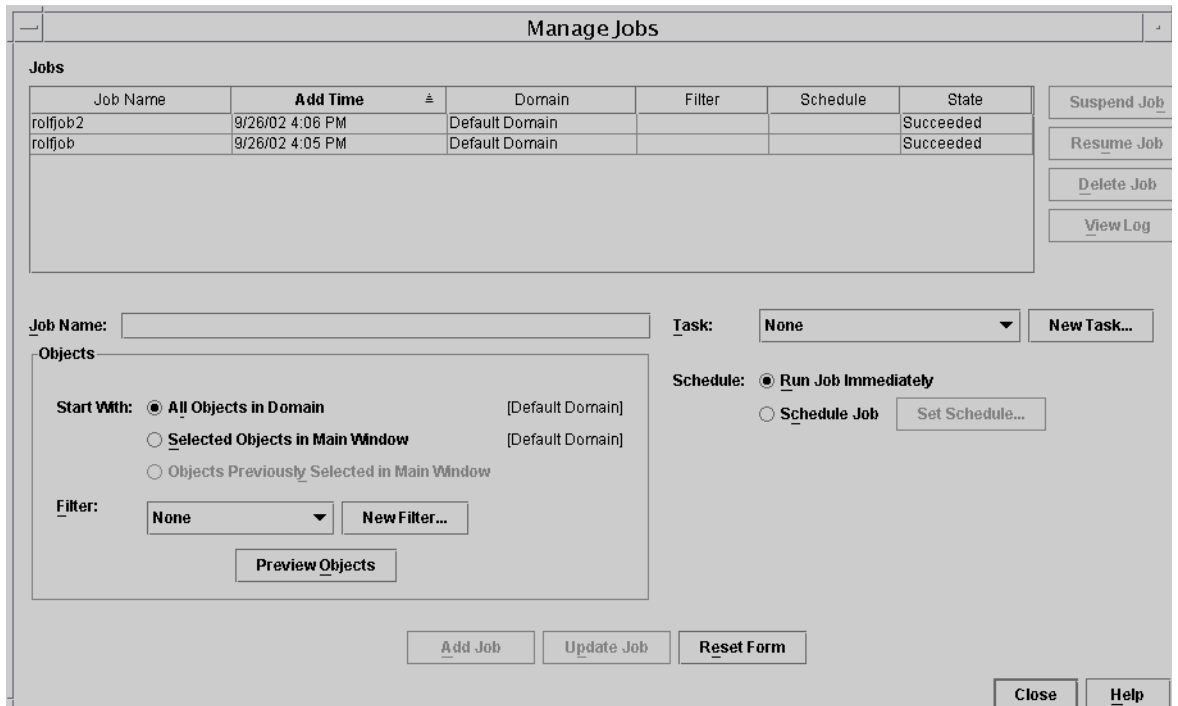 Manage Jobs
Jobs
Job Name Add Time Domain Filter Schedule State
rolfjob2 9/26/02 4:06 PM Default Domain Succeeded
rolfjob 9/26/02 4:05 PM Default Domain Succeeded
Suspend Job
Resume Job
Delete Job
View Log
Job Name:
Task: None New Task...
Objects
Schedule: Run Job Immediately
Schedule Job Set Schedule...
Start With: All Objects in Domain [Default Domain]
Selected Objects in Main Window [Default Domain]
Objects Previously Selected in Main Window
Filter: None New Filter...
Preview Objects
Add Job Update Job Reset Form
Close Help